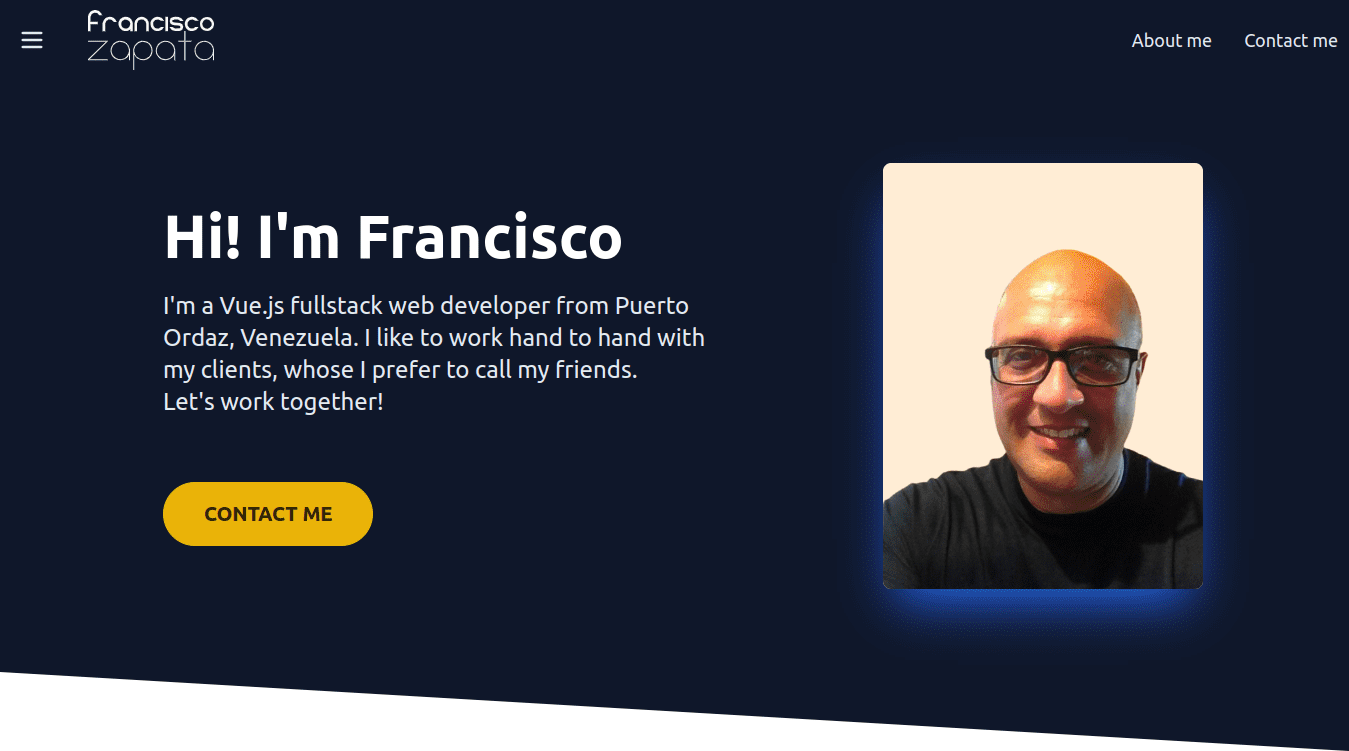 Francisco
zapata
About me
Contact me
Hi! I'm Francisco
I'm a Vue.js fullstack web developer from Puerto
Ordaz, Venezuela. I like to work hand to hand with
my clients, whose I prefer to call my friends.
Let's work together!
CONTACT ME